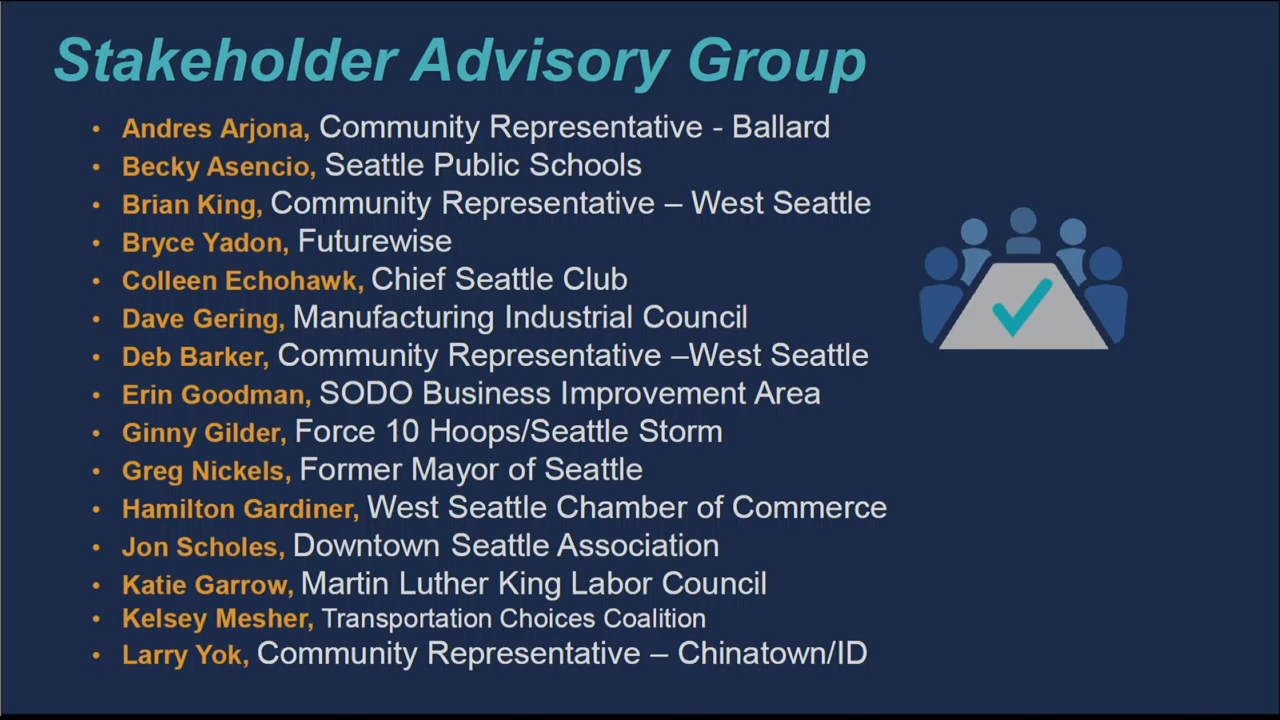 Stakeholder Advisory Group
• Andres Arjona, Community Representative - Ballard
• Becky Asencio, Seattle Public Schools
• Brian King, Community Representative – West Seattle
• Bryce Yadon, Futurewise
• Colleen Echohawk, Chief Seattle Club
• Dave Gering, Manufacturing Industrial Council
• Deb Barker, Community Representative –West Seattle
• Erin Goodman, SODO Business Improvement Area
• Ginny Gilder, Force 10 Hoops/Seattle Storm
• Greg Nickels, Former Mayor of Seattle
• Hamilton Gardiner, West Seattle Chamber of Commerce
• Jon Scholes, Downtown Seattle Association
• Katie Garrow, Martin Luther King Labor Council
• Kelsey Mesher, Transportation Choices Coalition
• Larry Yok, Community Representative – Chinatown/ID